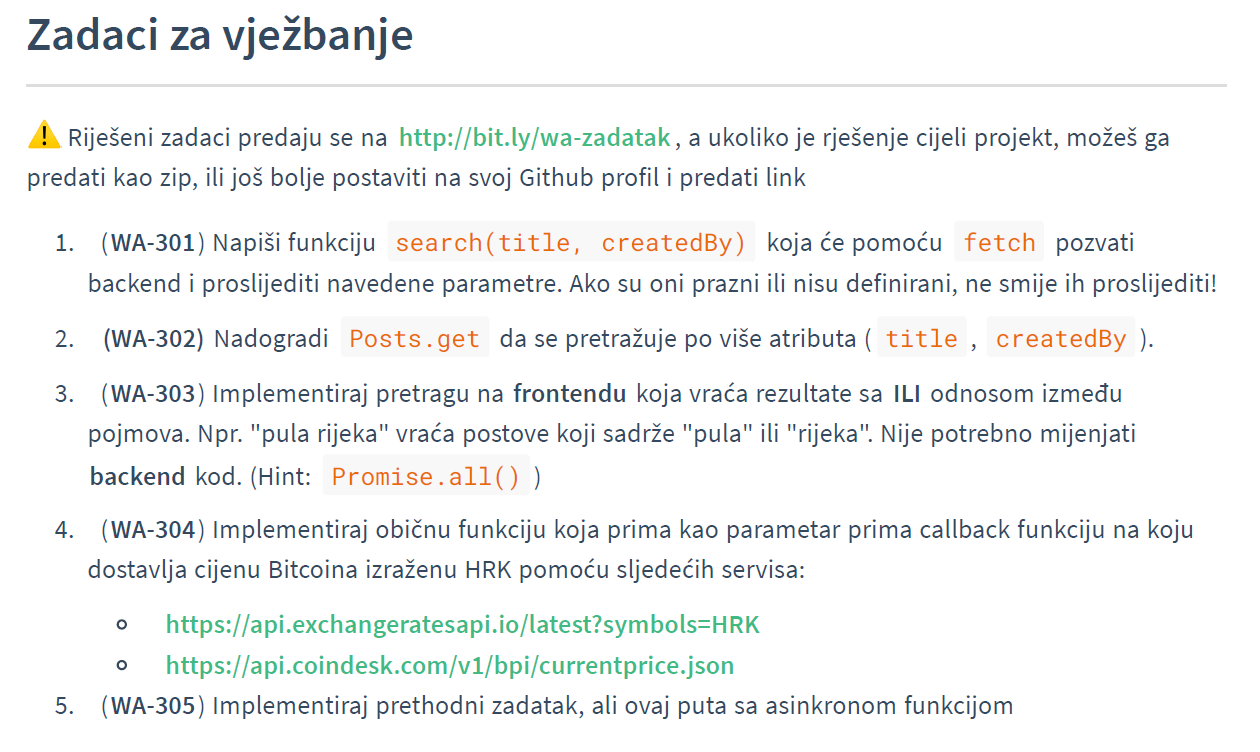 Zadaci za vježbanje
Riješeni zadaci predaju se na http://bit.ly/wa-zadatak, a ukoliko je rješenje cijeli projekt, možeš ga
predati kao zip, ili još bolje postaviti na svoj Github profil i predati link
1. (WA-301) Napiši funkciju search(title, createdBy) koja će pomoću fetch pozvati
backend i proslijediti navedene parametre. Ako su oni prazni ili nisu definirani, ne smije ih proslijediti!
2. (WA-302) Nadogradi Posts.get da se pretražuje po više atributa ( title , createdBy ).
3. (WA-303) Implementiraj pretragu na frontendu koja vraća rezultate sa ILI odnosom između
pojmova. Npr. "pula rijeka" vraća postove koji sadrže "pula" ili "rijeka". Nije potrebno mijenjati
backend kod. (Hint: Promise.all() )
4. (WA-304) Implementiraj običnu funkciju koja prima kao parametar prima callback funkciju na koju
dostavlja cijenu Bitcoina izraženu HRK pomoću sljedećih servisa:
https://api.exchangeratesapi.io/latest?symbols=HRK
https://api.coindesk.com/v1/bpi/currentprice.json
5. (WA-305) Implementiraj prethodni zadatak, ali ovaj puta sa asinkronom funkcijom